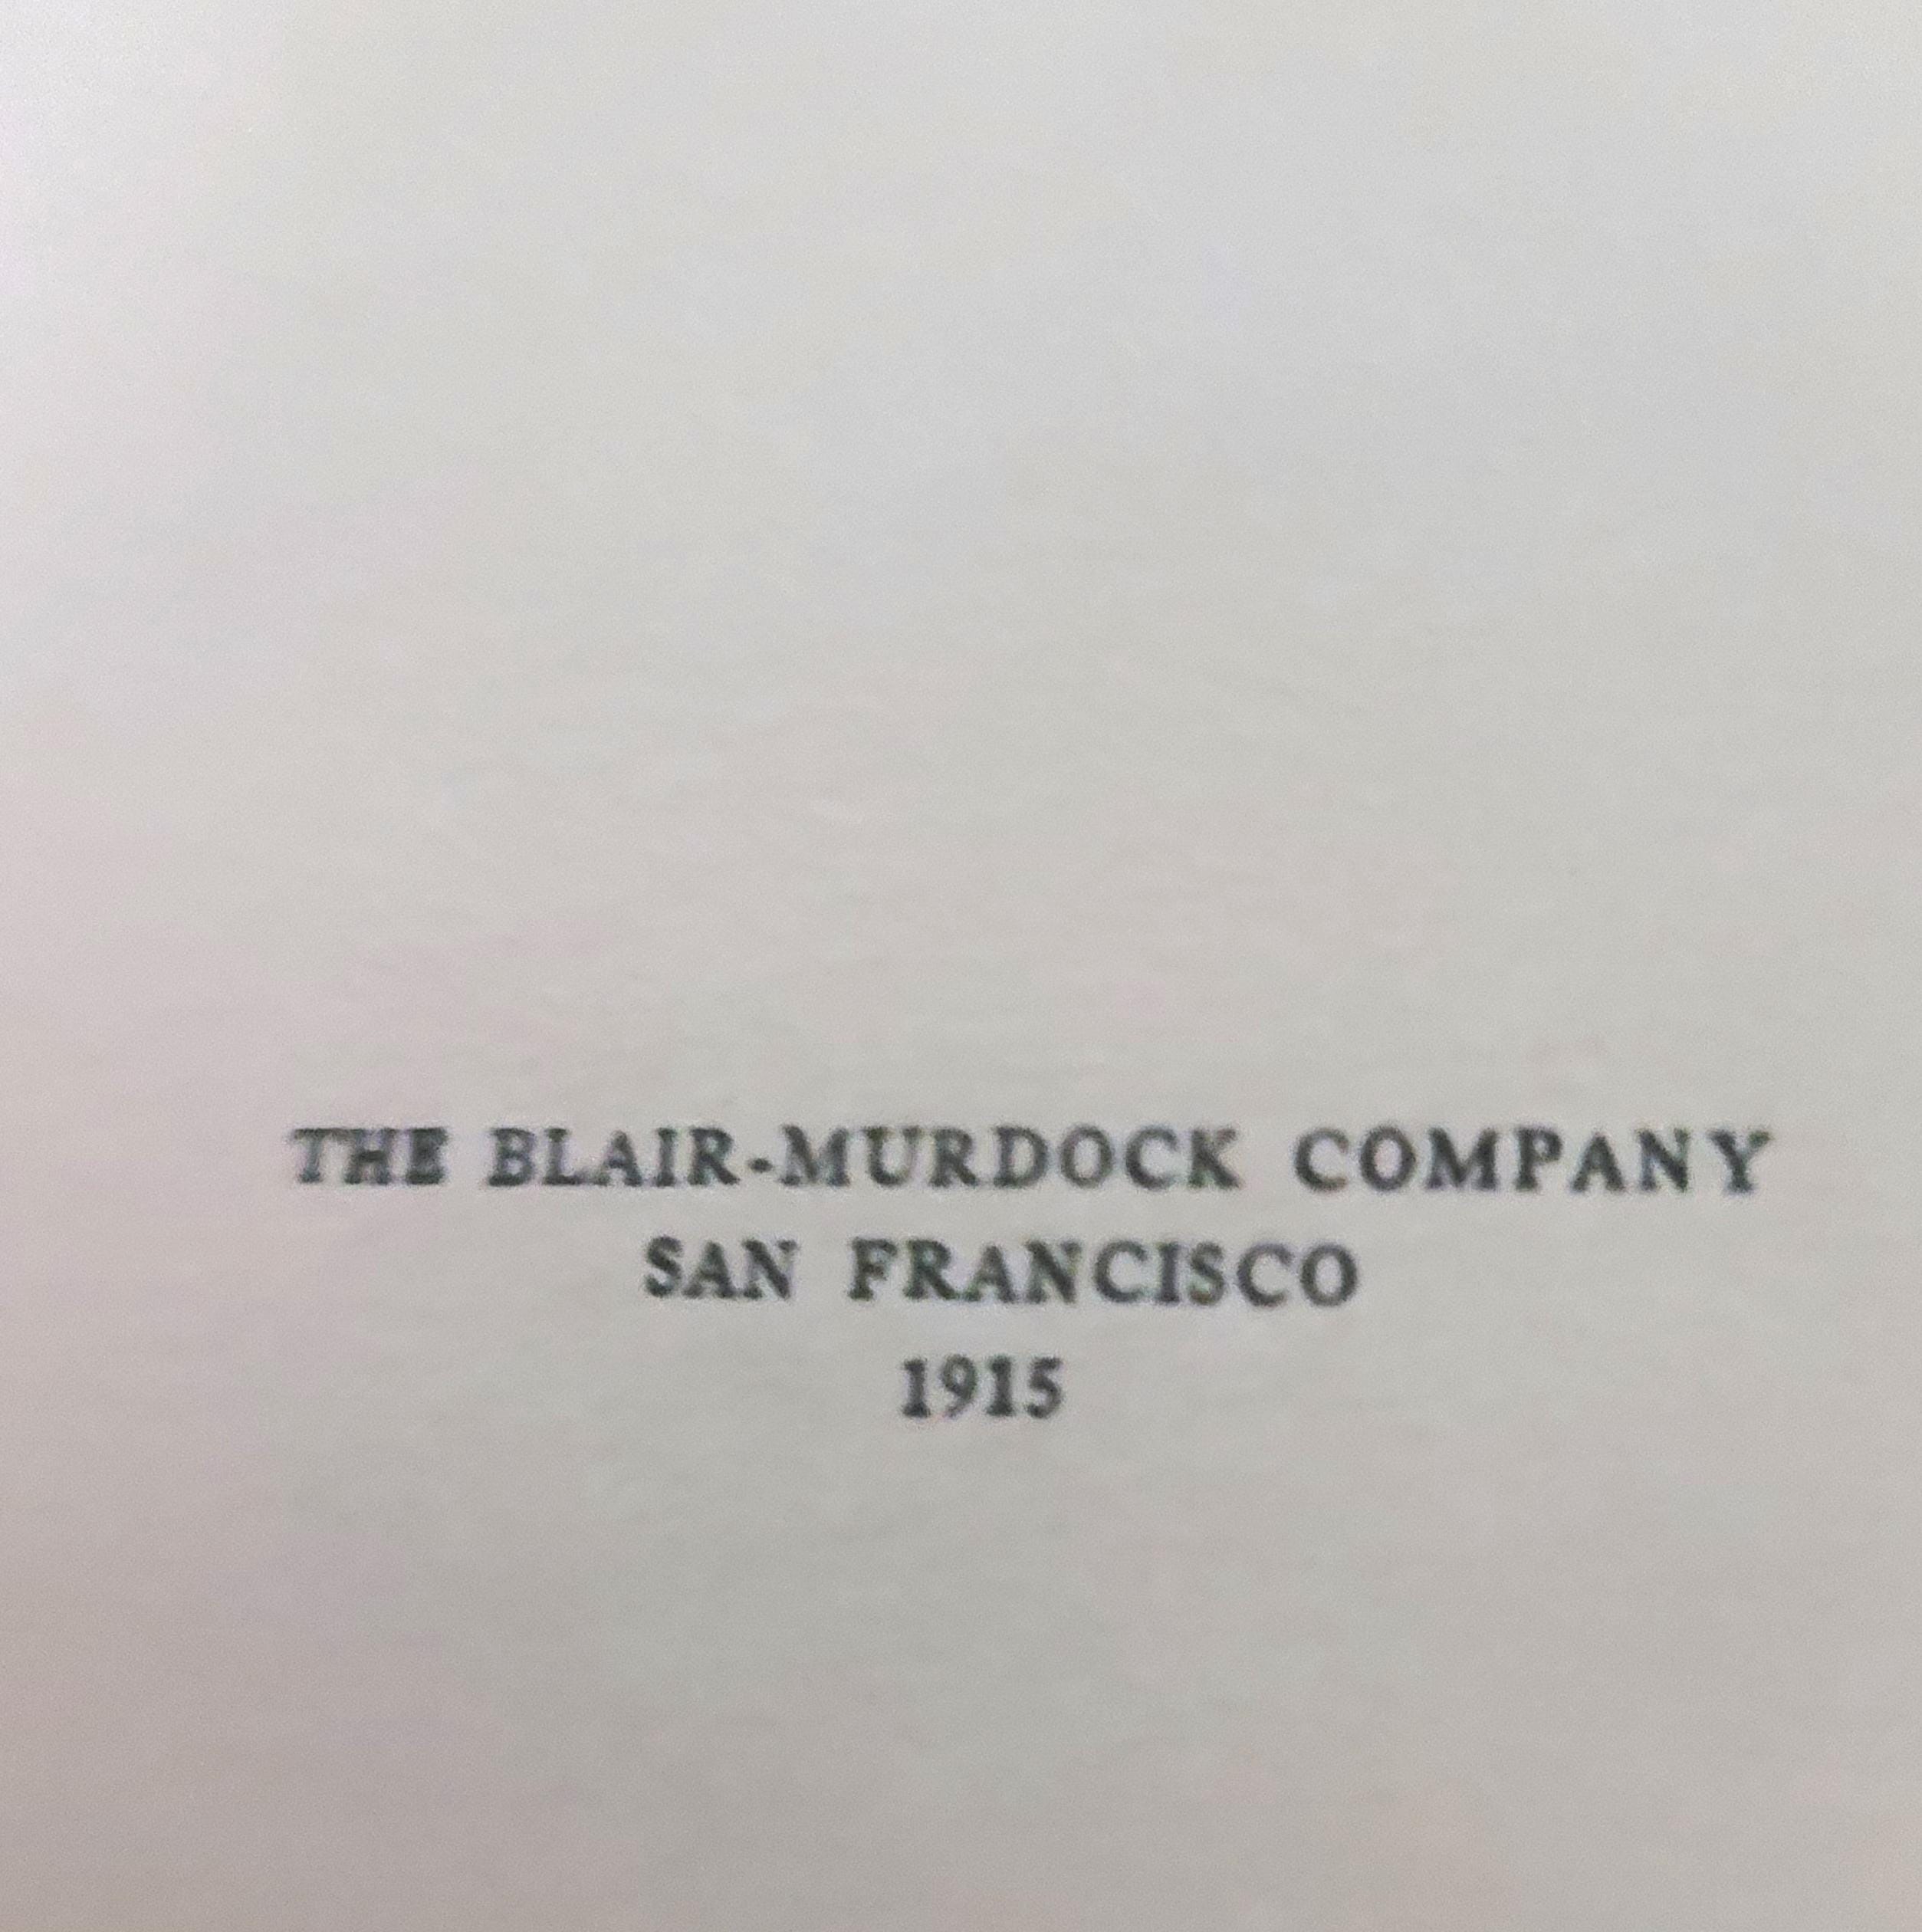 THE BLAIR-MURDOCK COMPANY
SAN FRANCISCO
1915